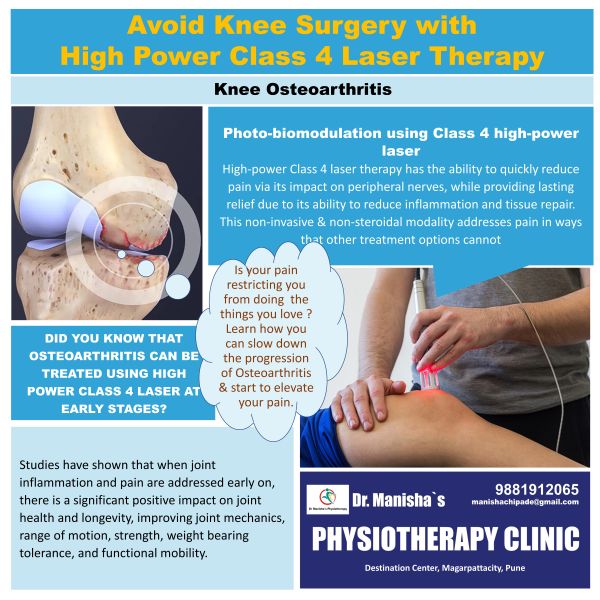 Avoid Knee Surgery with
High Power Class 4 Laser Therapy
Knee Osteoarthritis
Photo-biomodulation using Class 4 high-power
laser
High-power Class 4 laser therapy has the ability to quickly reduce
pain via its impact on peripheral nerves, while providing lasting
relief due to its ability to reduce inflammation and tissue repair.
This non-invasive & non-steroidal modality addresses pain in ways
that other treatment options cannot
Is your pain
restricting you
from doing the
things you love ?
Learn how you
can slow down
the progression
of Osteoarthritis
& start to elevate
your pain.
DID YOU KNOW THAT
OSTEOARTHRITIS CAN BE
TREATED USING HIGH
POWER CLASS 4 LASER AT
EARLY STAGES?
Studies have shown that when joint
inflammation and pain are addressed early on,
there is a significant positive impact on joint
health and longevity, improving joint mechanics,
range of motion, strength, weight bearing
tolerance, and functional mobility.
Dr Manisha's Physiotherapy
Dr. Manisha`s
9881912065
manishachipade@gmail.com
PHYSIOTHERAPY CLINIC
Destination Center, Magarpattacity, Pune